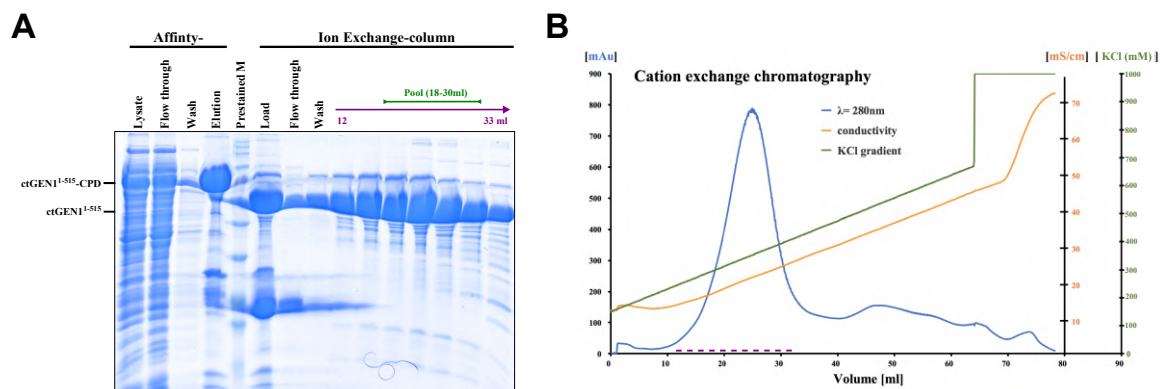 A
Affinty-
Ion Exchange-column
Lysate
Flow through
Wash
Elution
Prestained M
Load
Flow through
Wash
Pool (18-30ml)
12
33 ml
ctGEN1¹⁻⁵¹⁵-CPD
ctGEN1¹⁻⁵¹⁵
B
[mAu]
[mS/cm]
[ KCl (mM) ]
Cation exchange chromatography
λ= 280nm
conductivity
KCl gradient
900
800
700
600
500
400
300
200
100
0
70
60
50
40
30
20
10
1000
900
800
700
600
500
400
300
200
100
0
0 10 20 30 40 50 60 70 80 90
Volume [ml]